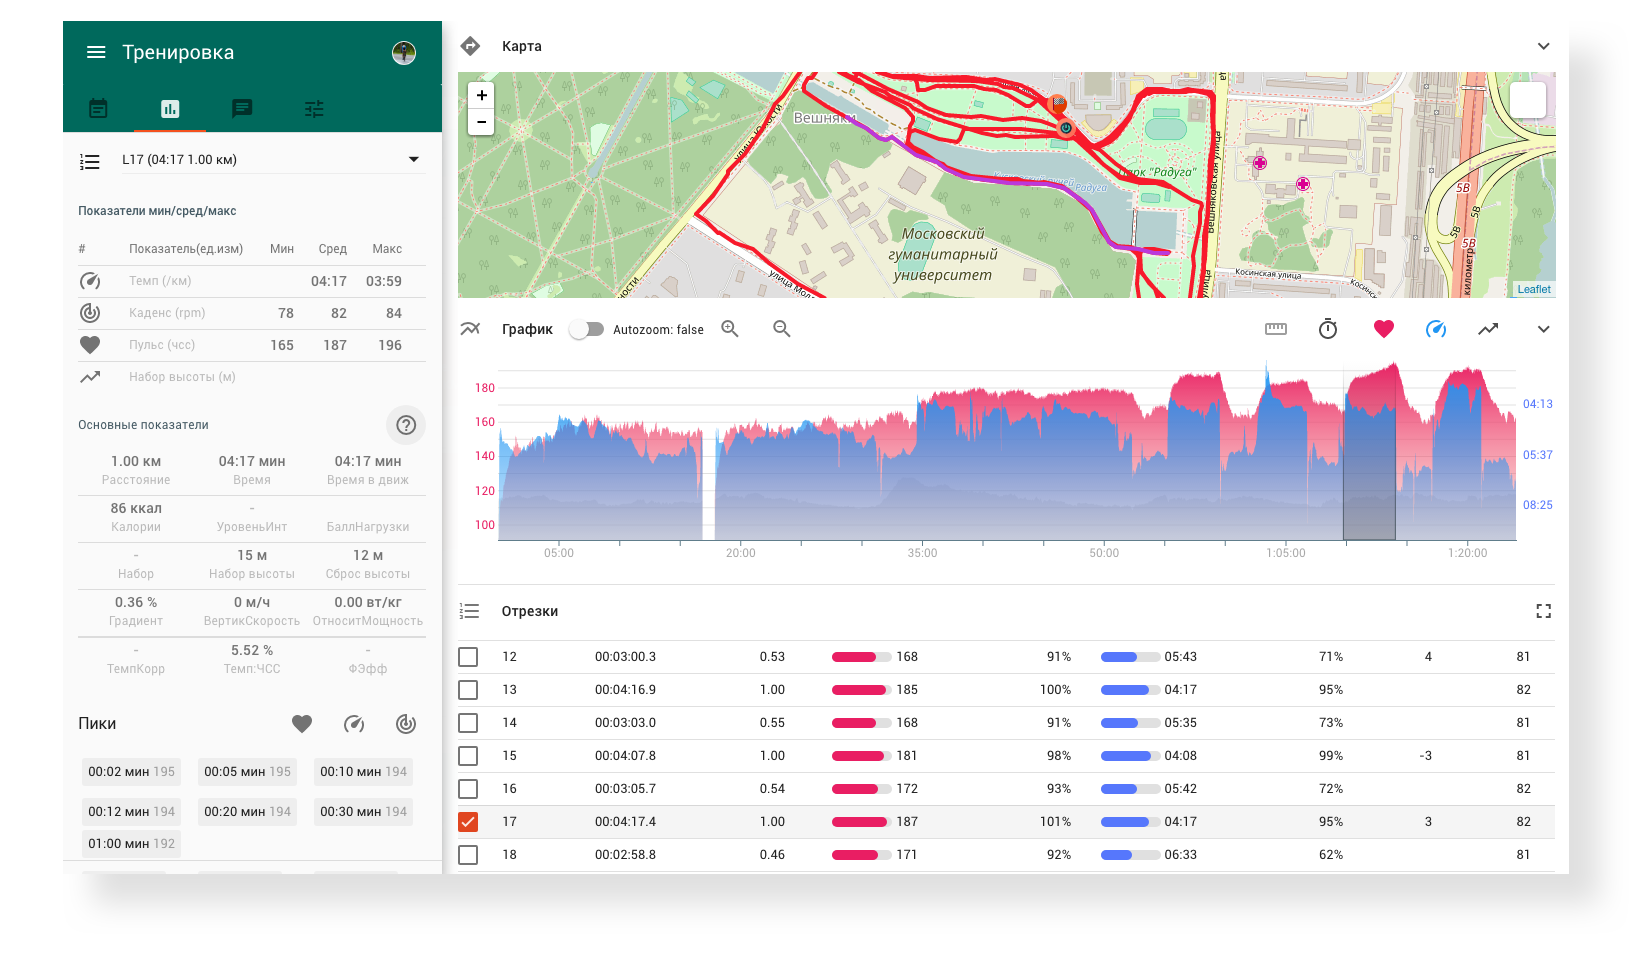 Тренировка
L17 (04:17 1.00 км)
Показатели мин/сред/макс
# Показатель(ед.изм) Мин Сред Макс
Темп (/км) 04:17 03:59
Каденс (rpm) 78 82 84
Пульс (чсс) 165 187 196
Набор высоты (м)
Основные показатели
1.00 км 04:17 мин 04:17 мин
Расстояние Время Время в движ
86 ккал -
Калории УровеньИнт БаллНагрузки
- 15 м 12 м
Набор Набор высоты Сброс высоты
0.36 % 0 м/ч 0.00 вт/кг
Градиент ВертикСкорость ОтноситМощность
- 5.52 % -
ТемпКорр Темп:ЧСС ФЭфф
Пики
00:02 мин 195 00:05 мин 195 00:10 мин 194
00:12 мин 194 00:20 мин 194 00:30 мин 194
01:00 мин 192
Карта
+
-
Вешняки
улица Юности
Парк "Радуга"
Радуга
Вешняковская улица
Московский
гуманитарный
университет
улица Мол
ности
улица
Косинская улица
Косинс
километр
5В
5В
5В
5В
Leaflet
График Autozoom: false
180
160
140
120
100
04:13
05:37
08:25
05:00 20:00 35:00 50:00 1:05:00 1:20:00
Отрезки
12 00:03:00.3 0.53 168 91% 05:43 71% 4 81
13 00:04:16.9 1.00 185 100% 04:17 95% 82
14 00:03:03.0 0.55 168 91% 05:35 73% 81
15 00:04:07.8 1.00 181 98% 04:08 99% -3 81
16 00:03:05.7 0.54 172 93% 05:42 72% 82
17 00:04:17.4 1.00 187 101% 04:17 95% 3 82
18 00:02:58.8 0.46 171 92% 06:33 62% 81